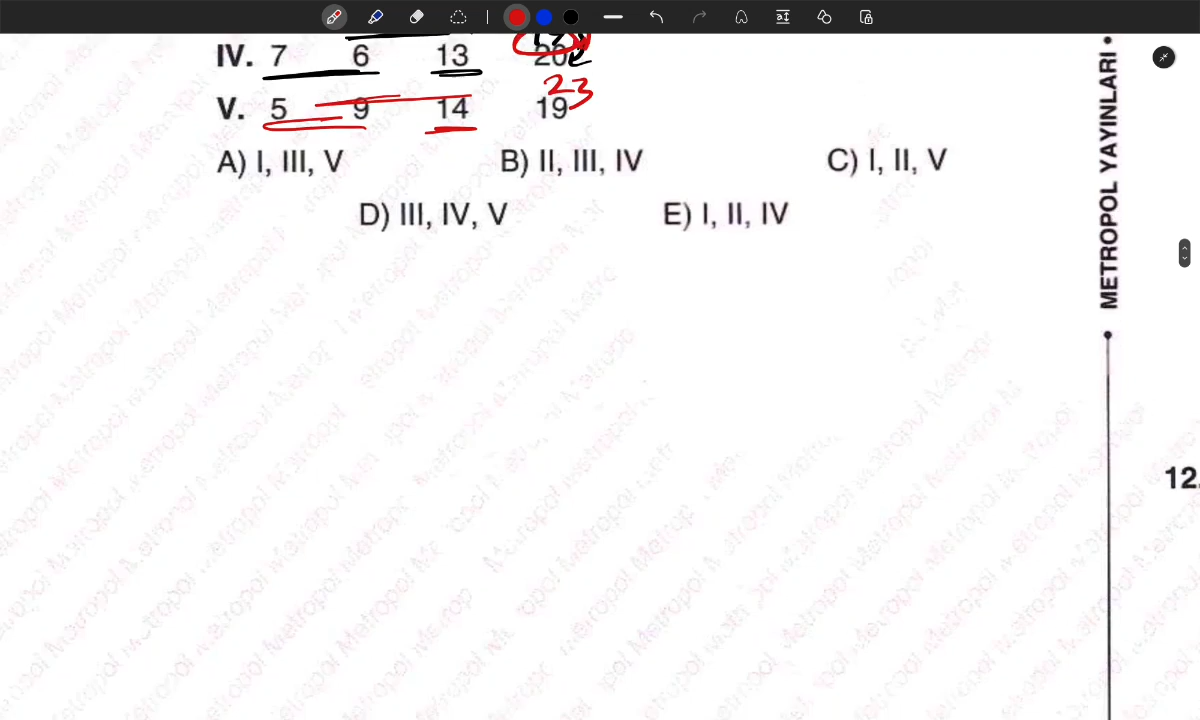 IV. 7 6 13 20
23
V. 5 9 14 19
A) I, III, V B) II, III, IV C) I, II, V
D) III, IV, V E) I, II, IV
METROPOL YAYINLARI
12.